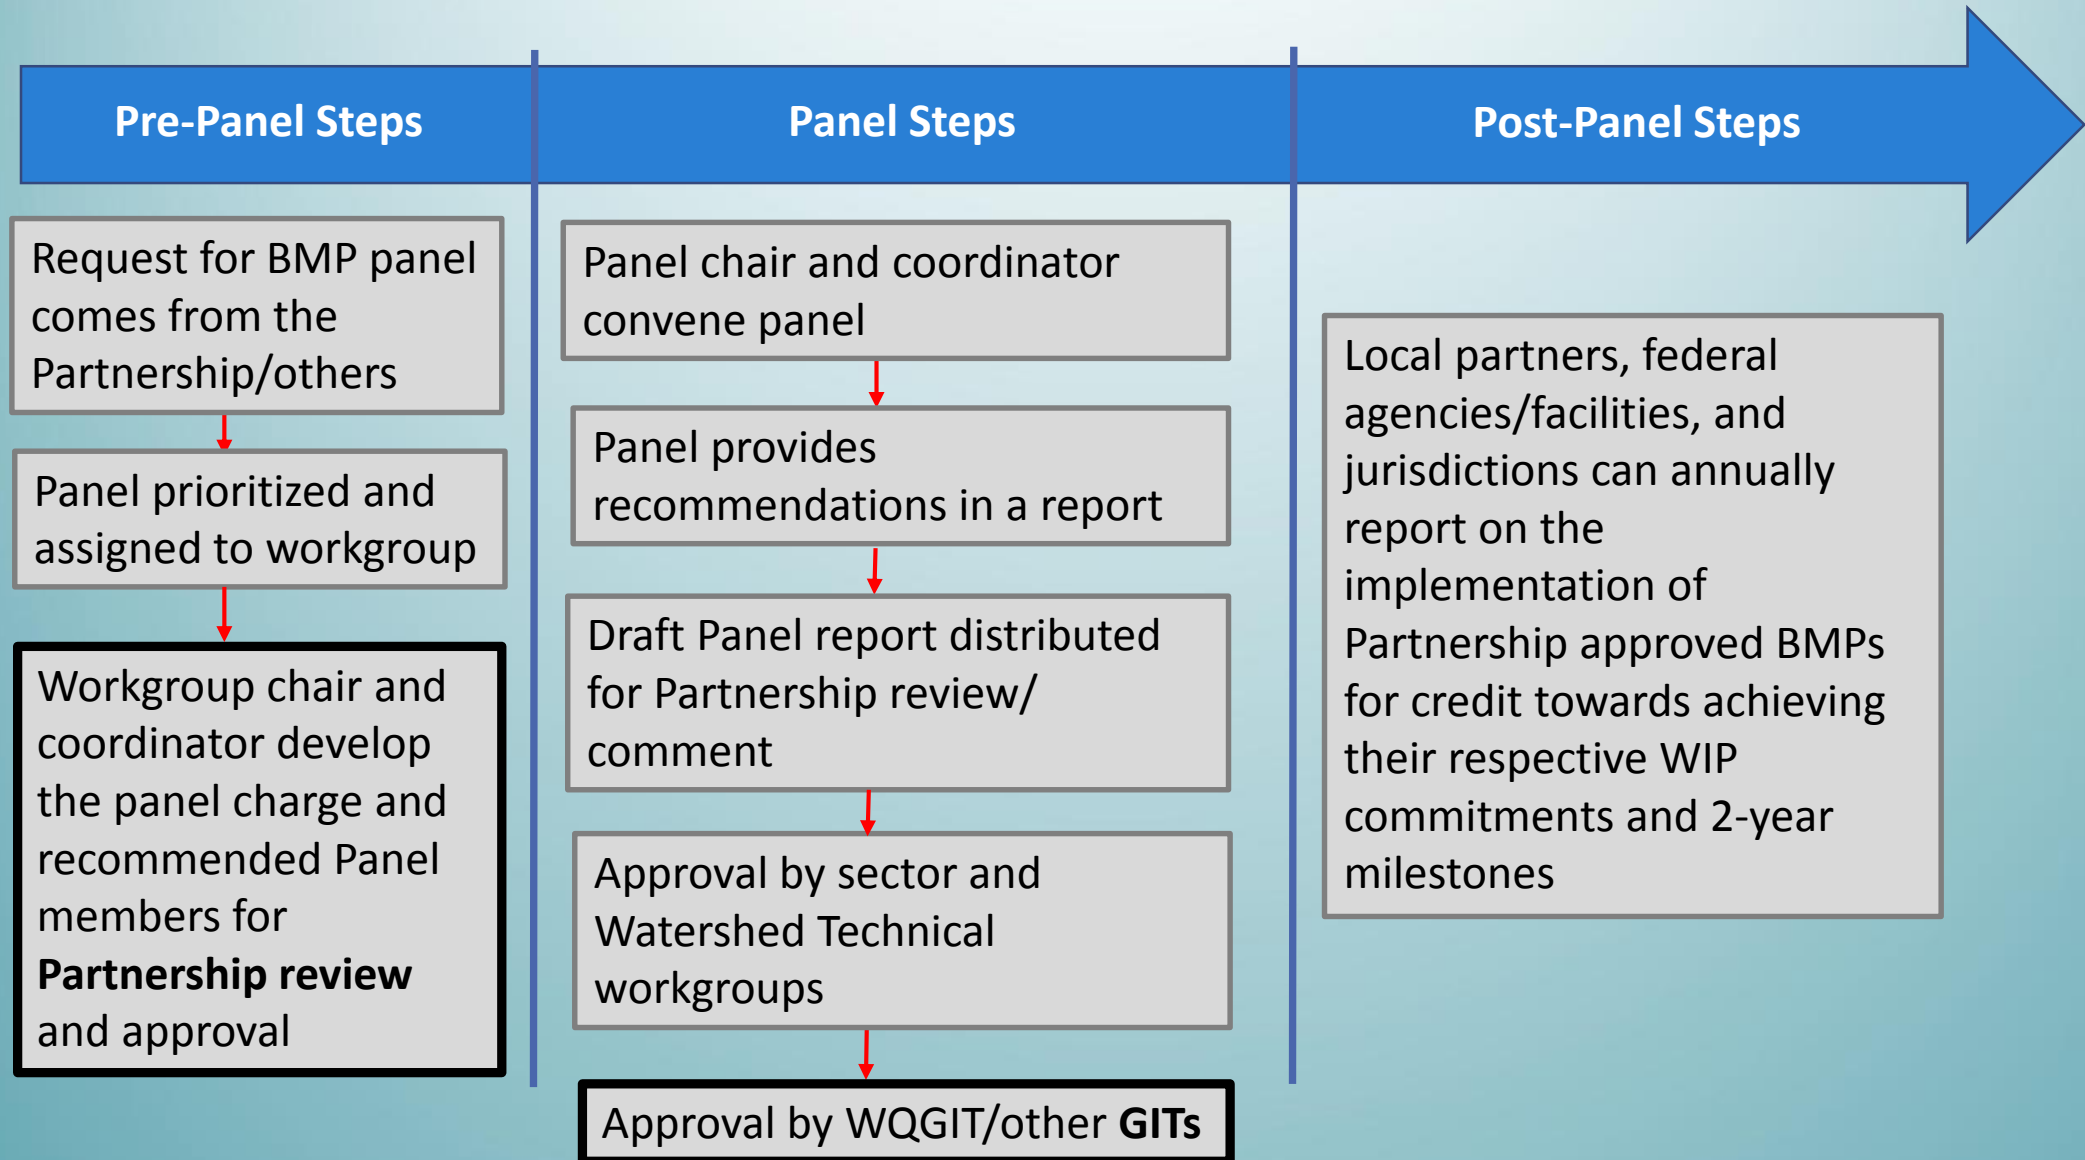 Pre-Panel Steps
Panel Steps
Post-Panel Steps
Request for BMP panel
comes from the
Partnership/others
Panel prioritized and
assigned to workgroup
Workgroup chair and
coordinator develop
the panel charge and
recommended Panel
members for
Partnership review
and approval
Panel chair and coordinator
convene panel
Panel provides
recommendations in a report
Draft Panel report distributed
for Partnership review/
comment
Approval by sector and
Watershed Technical
workgroups
Approval by WQGIT/other GITs
Local partners, federal
agencies/facilities, and
jurisdictions can annually
report on the
implementation of
Partnership approved BMPs
for credit towards achieving
their respective WIP
commitments and 2-year
milestones